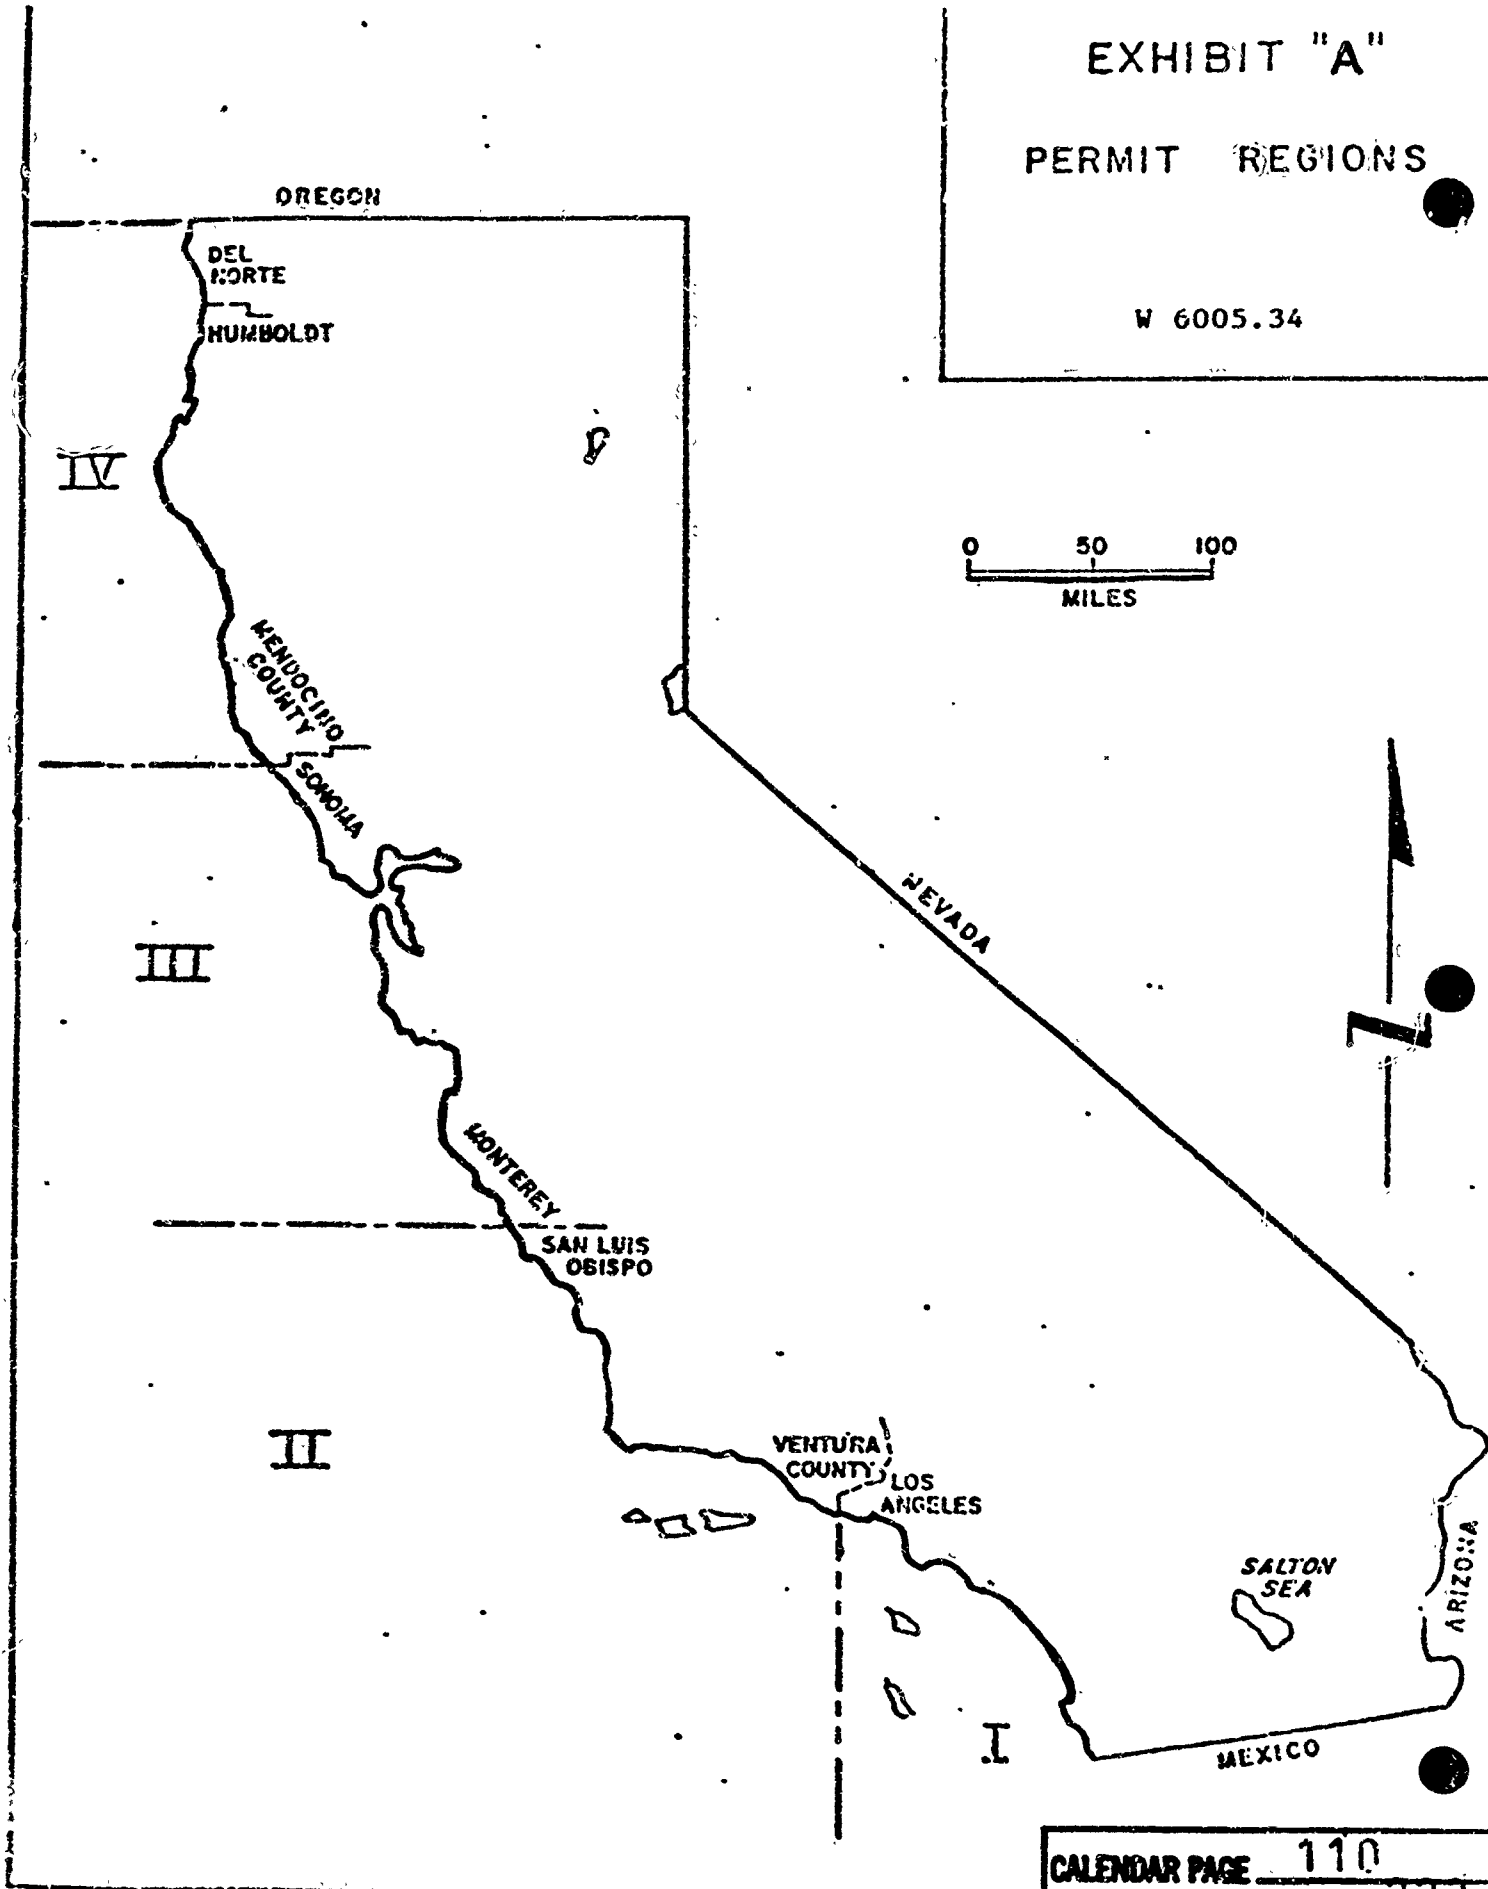 EXHIBIT "A"
PERMIT REGIONS
W 6005.34
OREGON
DEL
NORTE
HUMBOLDT
IV
0 50 100
MILES
MENDOCINO
COUNTY
SONOMA
NEVADA
III
N
MONTEREY
SAN LUIS
OBISPO
II
VENTURA
COUNTY
LOS
ANGELES
SALTON
SEA
ARIZONA
I
MEXICO
CALENDAR PAGE 110